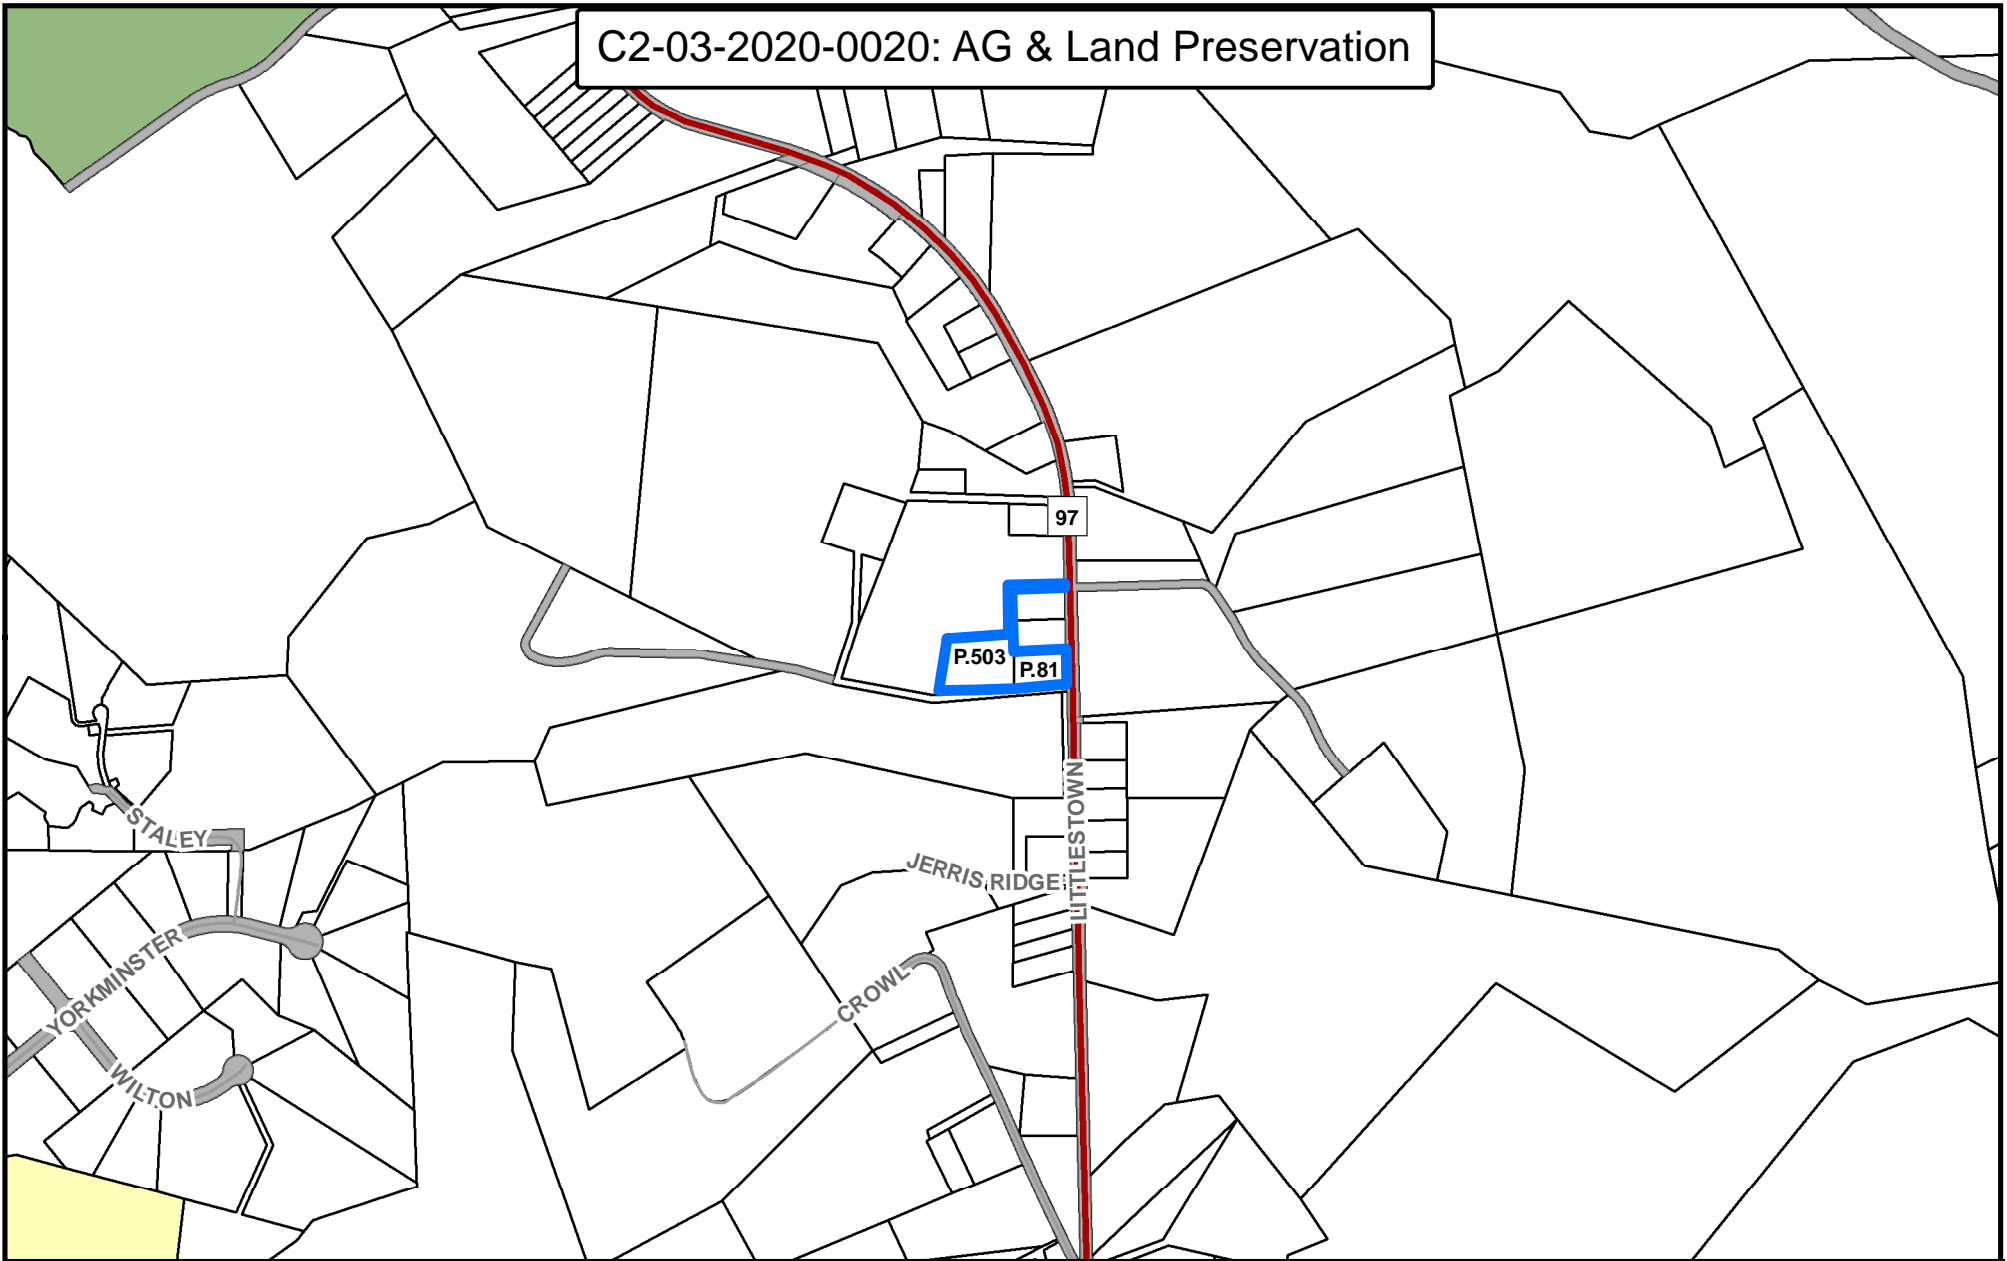 C2-03-2020-0020: AG & Land Preservation
97
P.503
P.81
LITTLESTOWN
STALEY
JERRIS RIDGE
YORKMINSTER
CROWL
WILTON